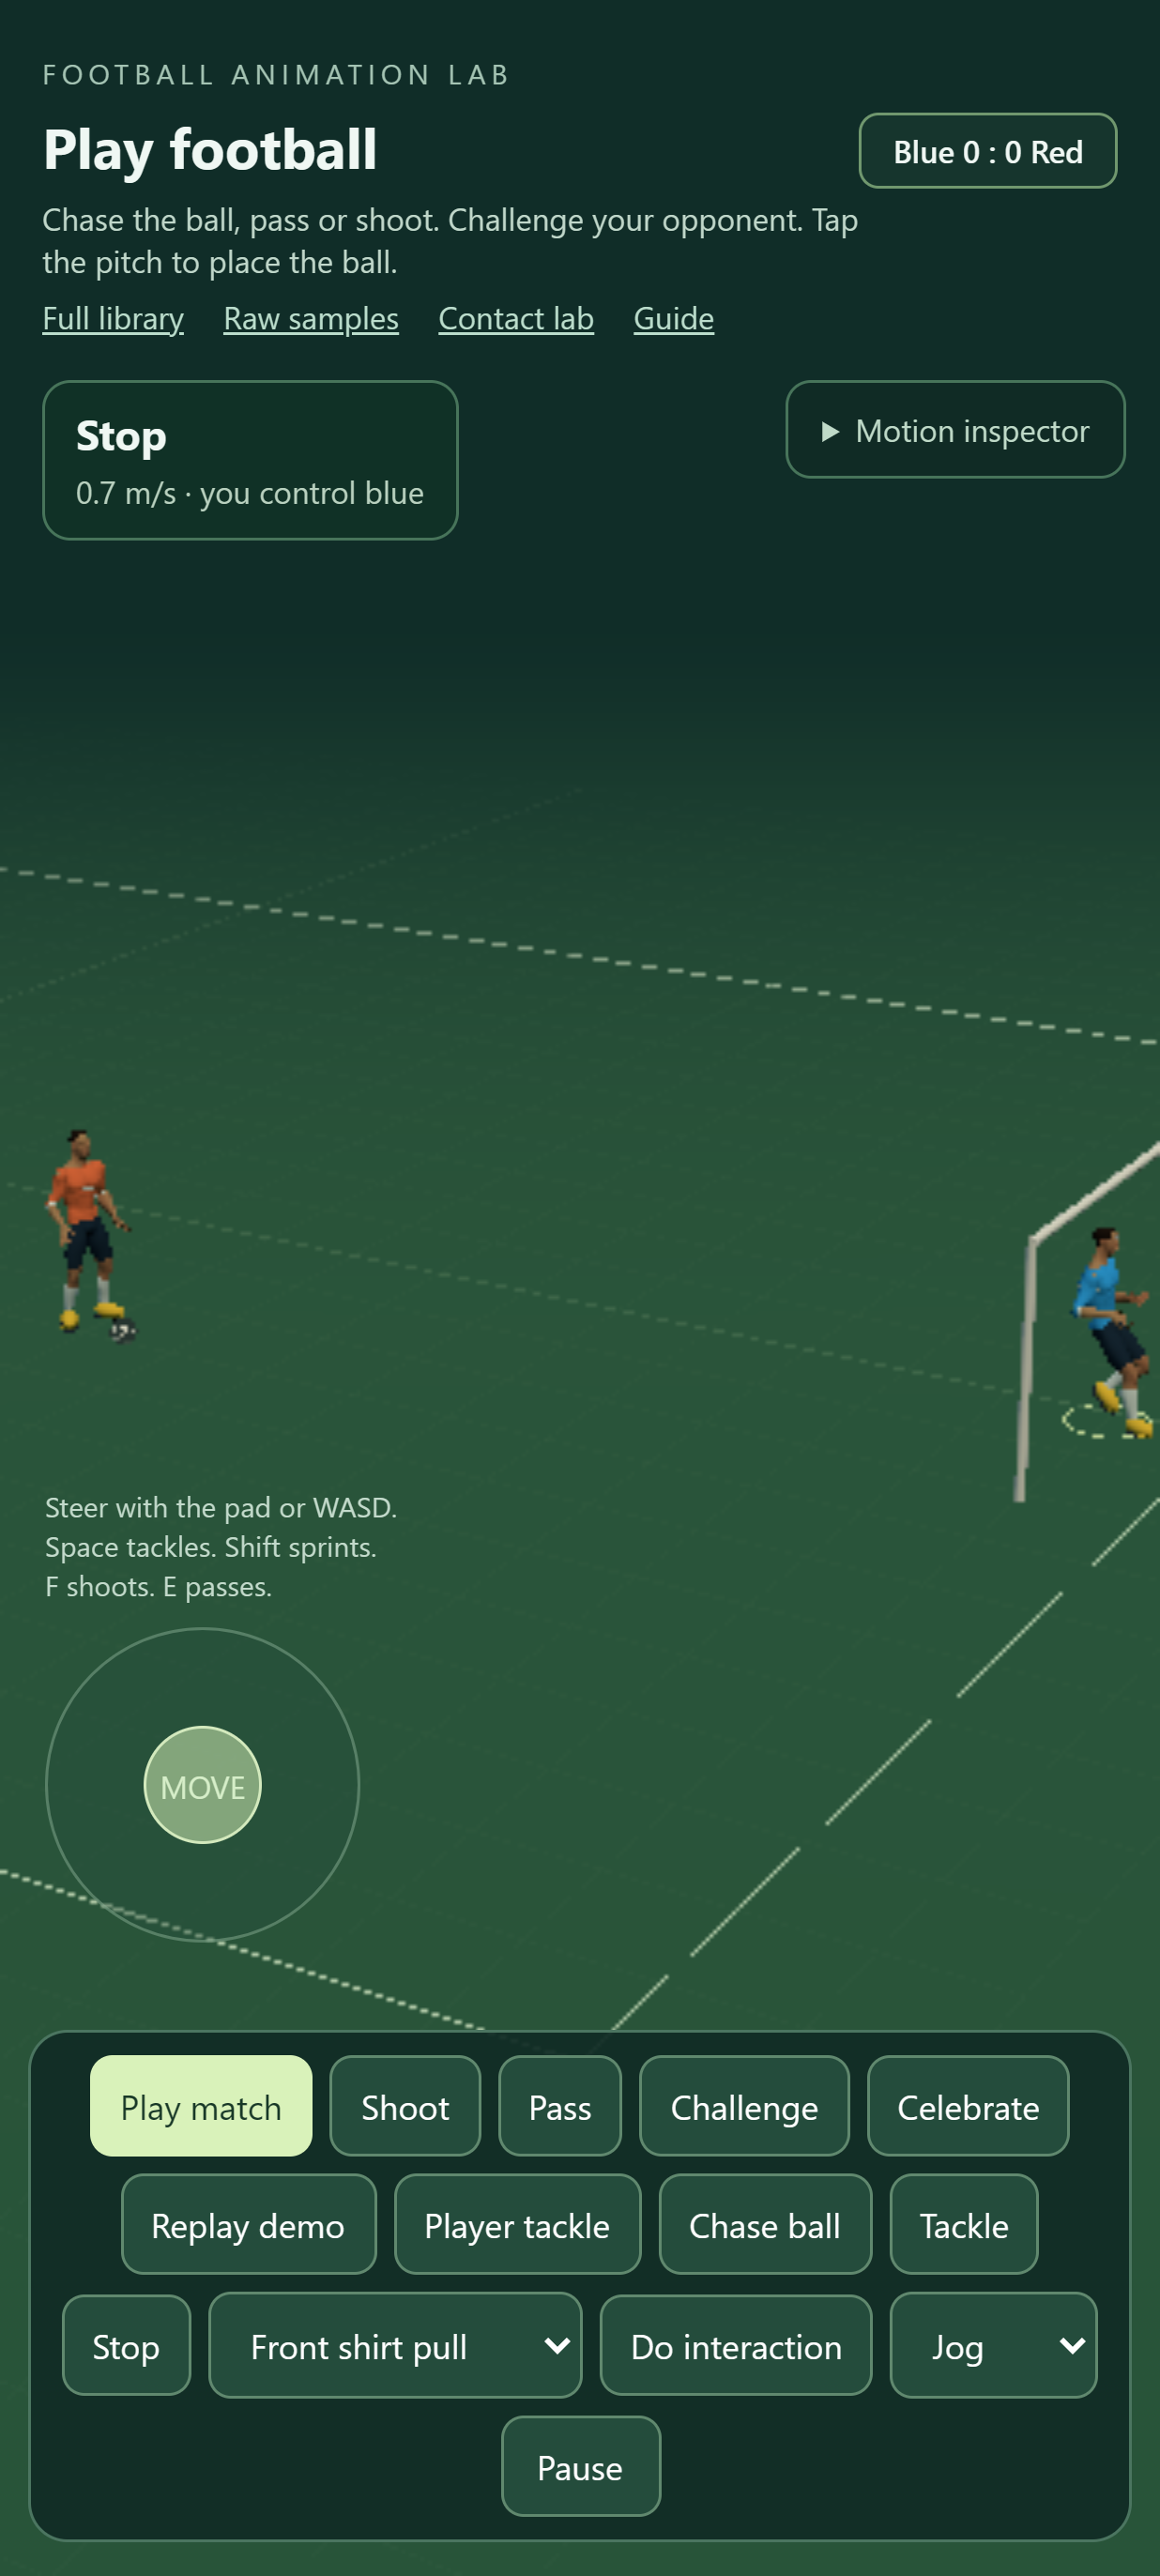 FOOTBALL ANIMATION LAB
Play football
Blue 0 : 0 Red
Chase the ball, pass or shoot. Challenge your opponent. Tap
the pitch to place the ball.
Full library Raw samples Contact lab Guide
Stop
0.7 m/s · you control blue
▶ Motion inspector
Steer with the pad or WASD.
Space tackles. Shift sprints.
F shoots. E passes.
MOVE
Play match Shoot Pass Challenge Celebrate
Replay demo Player tackle Chase ball Tackle
Stop Front shirt pull Do interaction Jog
Pause